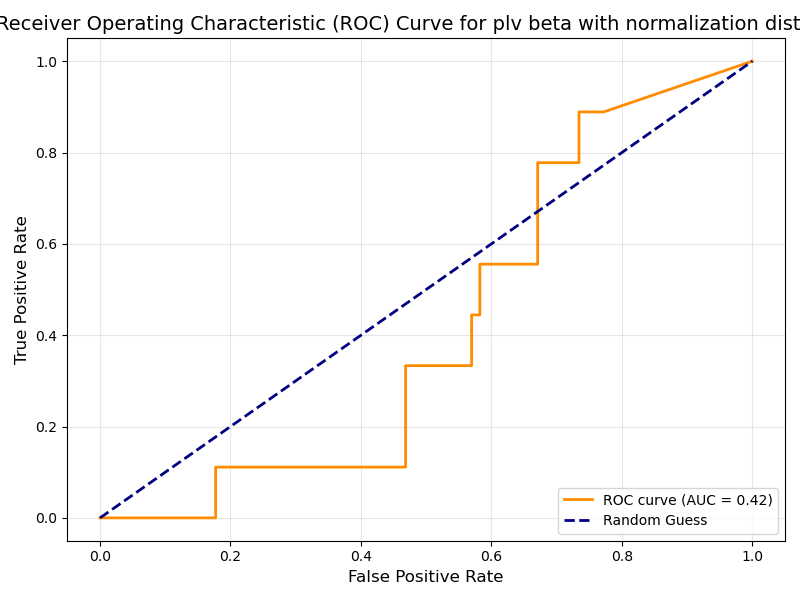 Receiver Operating Characteristic (ROC) Curve for plv beta with normalization dist
1.0
0.8
0.6
0.4
0.2
0.0
True Positive Rate
0.0 0.2 0.4 0.6 0.8 1.0
False Positive Rate
ROC curve (AUC = 0.42)
Random Guess